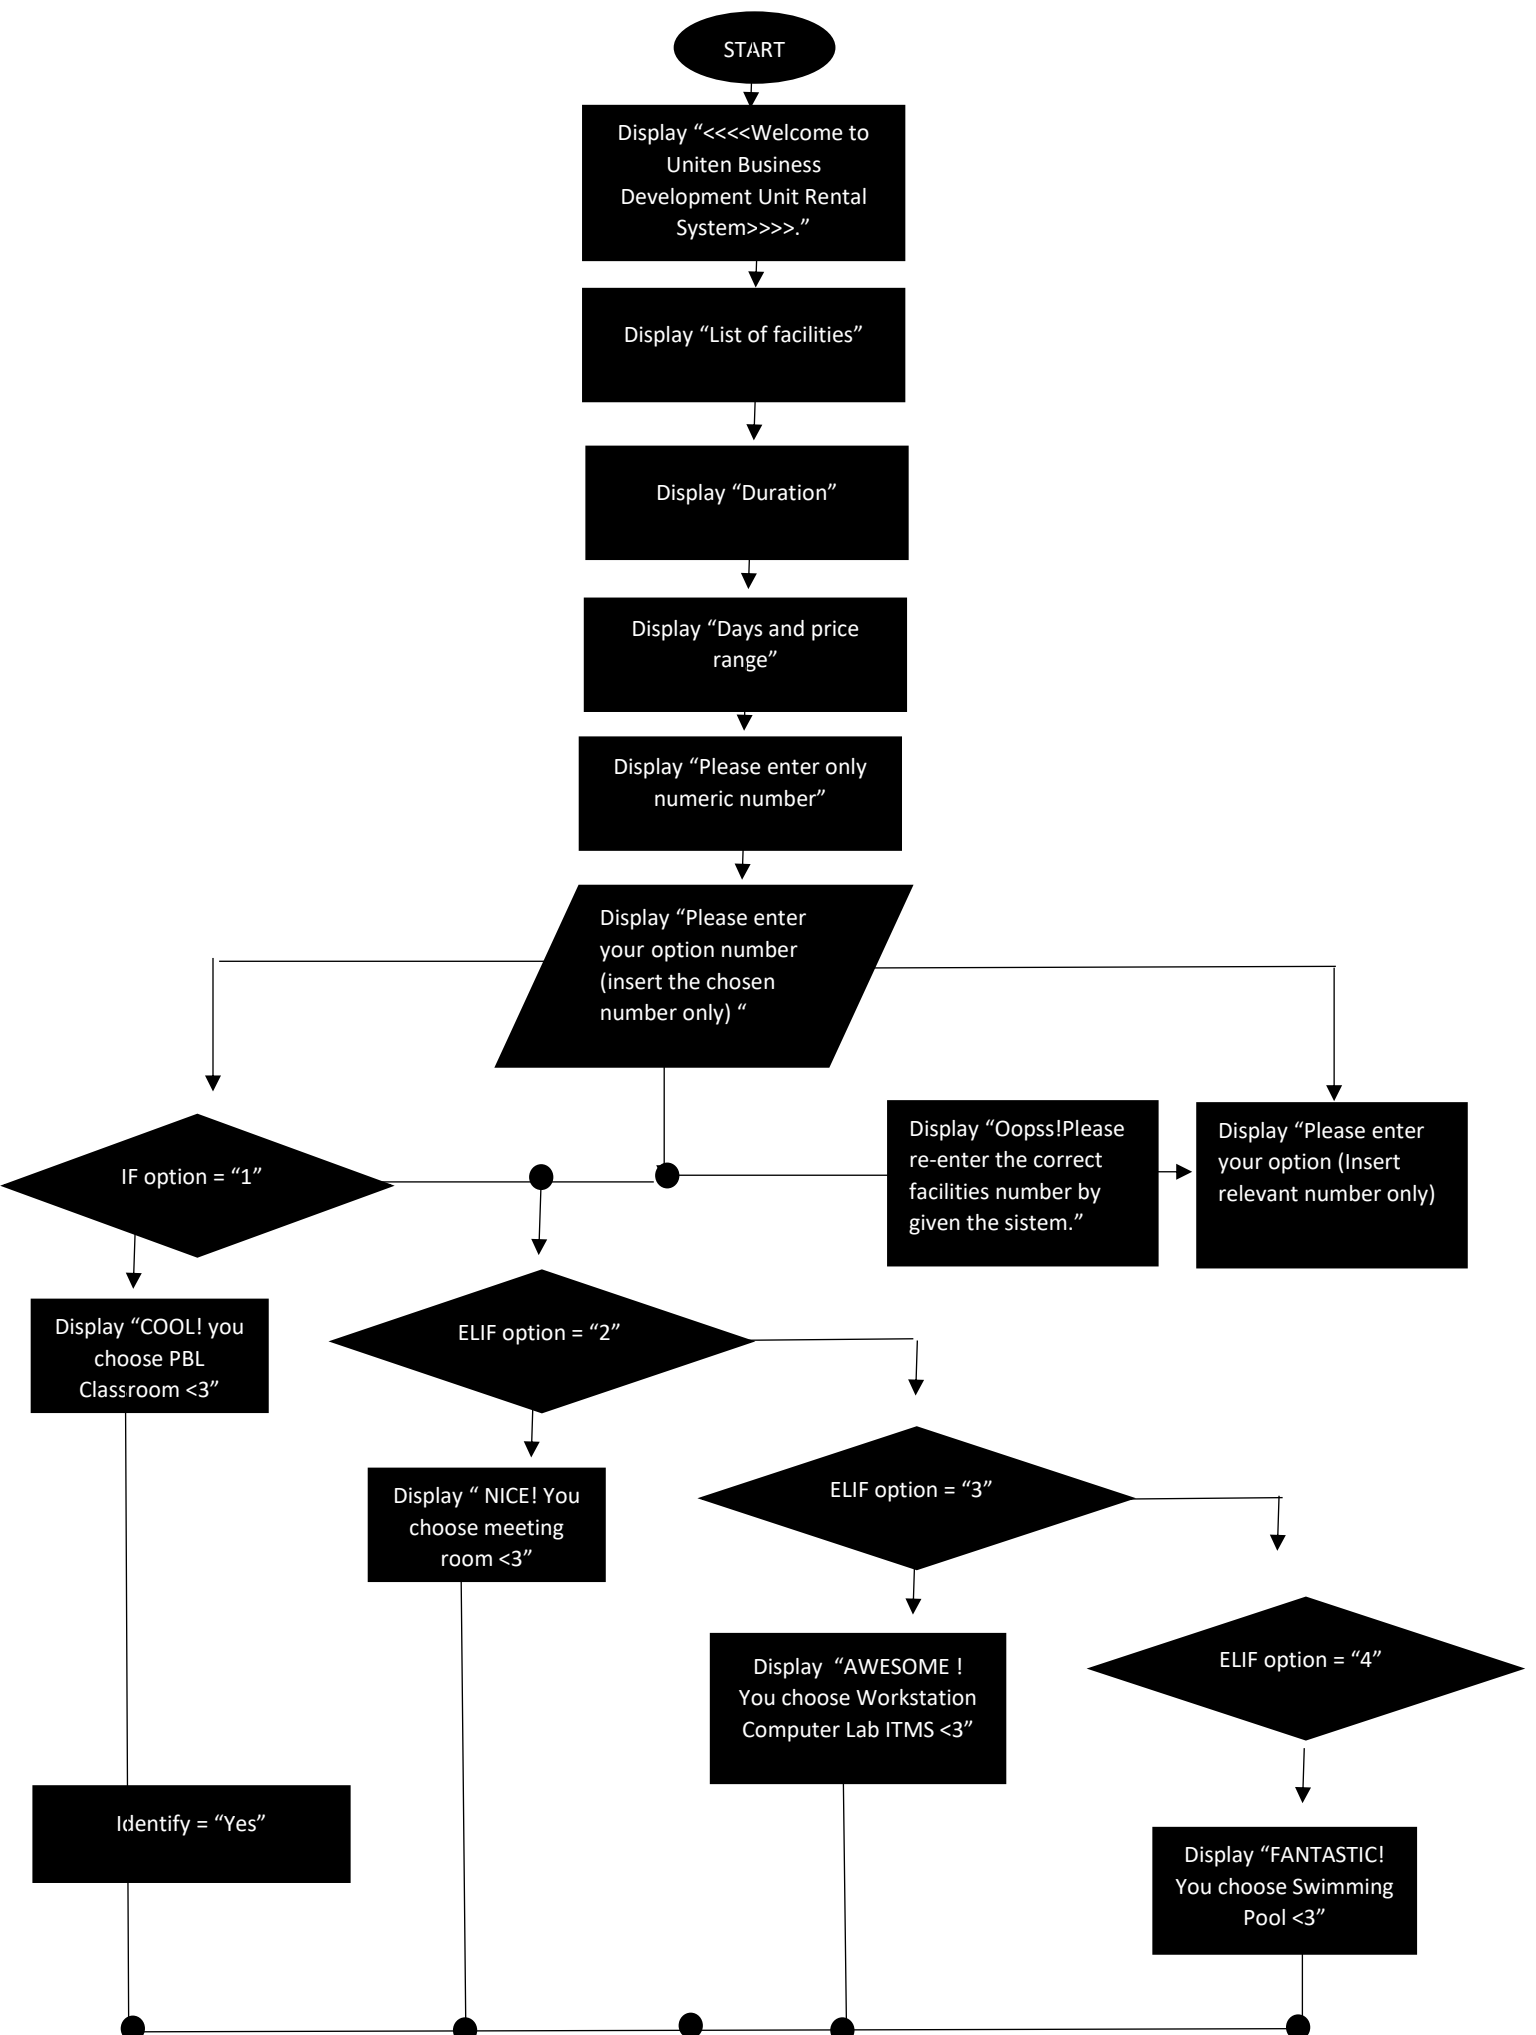 START
Display “<<<<Welcome to
Uniten Business
Development Unit Rental
System>>>>.”
Display “List of facilities”
Display “Duration”
Display “Days and price
range”
Display “Please enter only
numeric number”
Display “Please enter
your option number
(insert the chosen
number only) “
IF option = “1”
Display “Oopss!Please
re-enter the correct
facilities number by
given the sistem.”
Display “Please enter
your option (Insert
relevant number only)
Display “COOL! you
choose PBL
Classroom <3”
ELIF option = “2”
Display “ NICE! You
choose meeting
room <3”
ELIF option = “3”
Display  “AWESOME !
You choose Workstation
Computer Lab ITMS <3”
ELIF option = “4”
Identify = “Yes”
Display “FANTASTIC!
You choose Swimming
Pool <3”